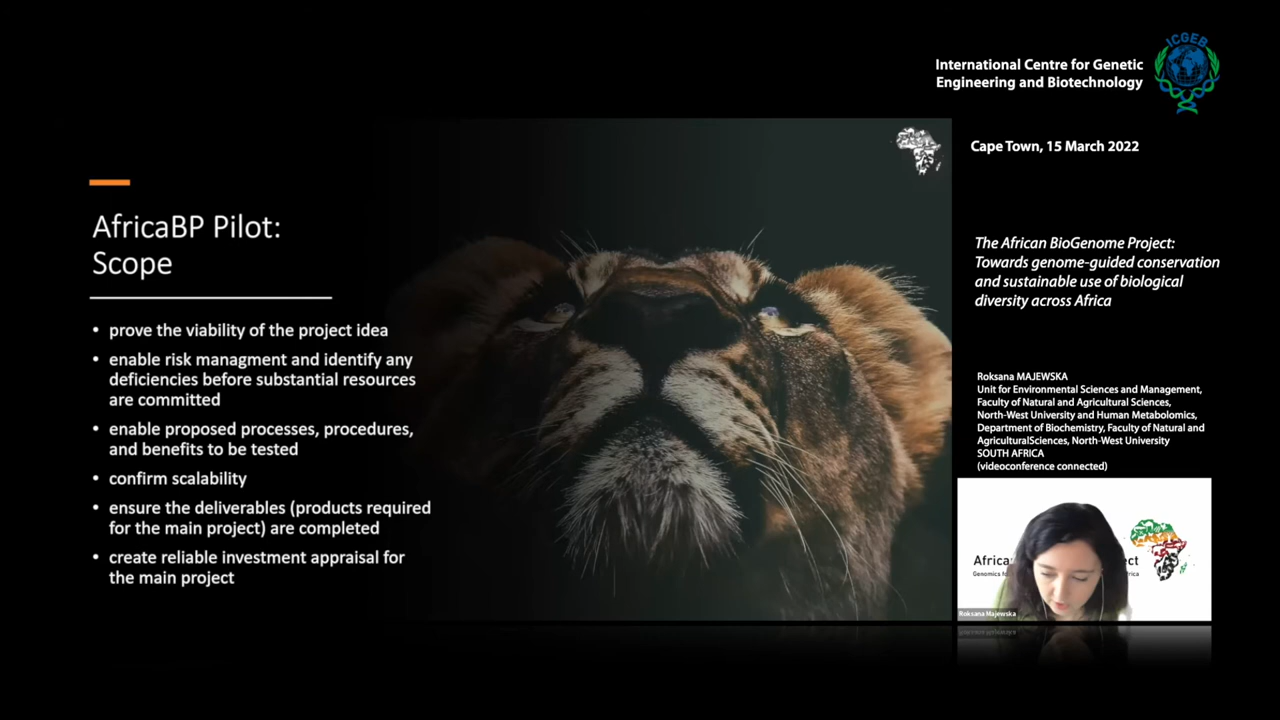 ICGEB
International Centre for Genetic
Engineering and Biotechnology
Cape Town, 15 March 2022
AfricaBP Pilot:
Scope
• prove the viability of the project idea
• enable risk managment and identify any
deficiencies before substantial resources
are committed
• enable proposed processes, procedures,
and benefits to be tested
• confirm scalability
• ensure the deliverables (products required
for the main project) are completed
• create reliable investment appraisal for
the main project
The African BioGenome Project:
Towards genome-guided conservation
and sustainable use of biological
diversity across Africa
Roksana MAJEWSKA
Unit for Environmental Sciences and Management,
Faculty of Natural and Agricultural Sciences,
North-West University and Human Metabolomics,
Department of Biochemistry, Faculty of Natural and
AgriculturalSciences, North-West University
SOUTH AFRICA
(videoconference connected)
Africa ect
Genomics fo rica
Roksana Majewska